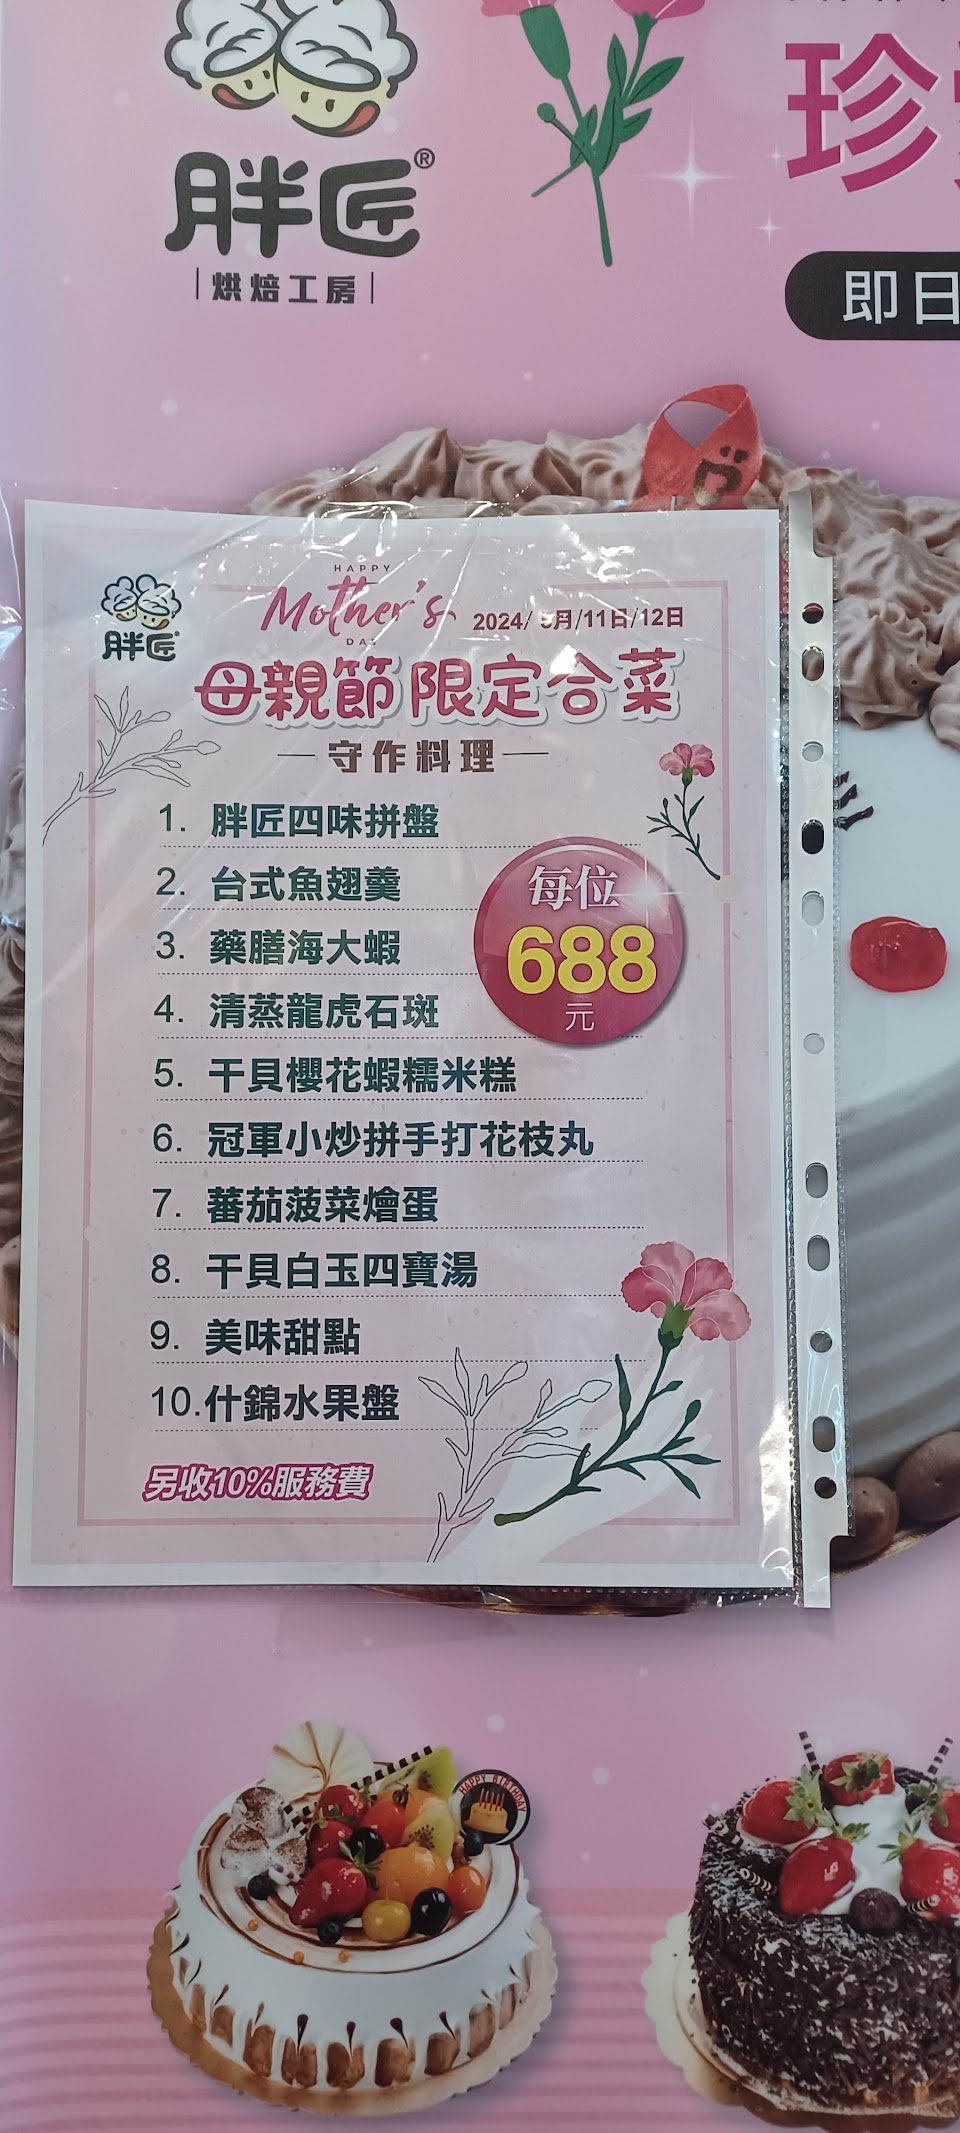 胖匠®
烘焙工房
珍
即日
HAPPY
Mother's
DAY
2024/ 5月/11日/12日
胖匠
母親節限定合菜
守作料理
1. 胖匠四味拼盤
2. 台式魚翅羹
3. 藥膳海大蝦
4. 清蒸龍虎石斑
5. 干貝櫻花蝦糯米糕
6. 冠軍小炒拼手打花枝丸
7. 蕃茄菠菜燴蛋
8. 干貝白玉四寶湯
9. 美味甜點
10.什錦水果盤
每位
688
元
另收10%服務費
HAPPY BIRTHDAY